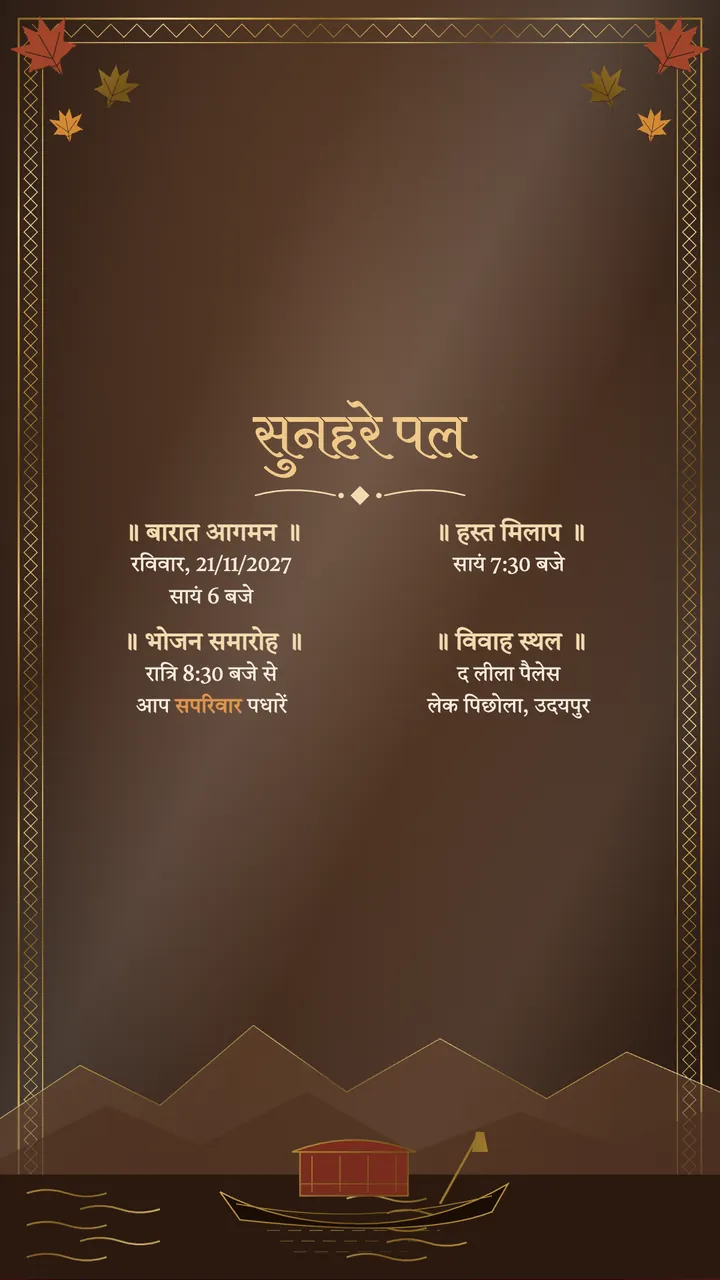 सुनहरे पल
॥ बारात आगमन ॥
रविवार, 21/11/2027
सायं 6 बजे
॥ हस्त मिलाप ॥
सायं 7:30 बजे
॥ भोजन समारोह ॥
रात्रि 8:30 बजे से
आप सपरिवार पधारें
॥ विवाह स्थल ॥
द लीला पैलेस
लेक पिछोला, उदयपुर